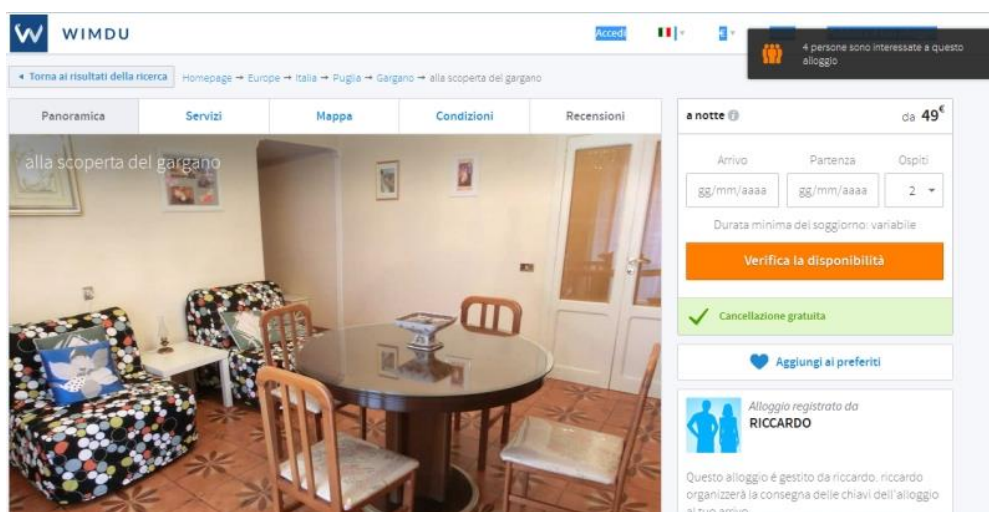 WIMDU
Accedi
€
4 persone sono interessate a questo
alloggio
Torna ai risultati della ricerca
Homepage → Europe → Italia → Puglia → Gargano → alla scoperta del gargano
Panoramica
Servizi
Mappa
Condizioni
Recensioni
alla scoperta del gargano
a notte
da 49€
Arrivo
Partenza
Ospiti
gg/mm/aaaa
gg/mm/aaaa
2
Durata minima del soggiorno: variabile
Verifica la disponibilità
Cancellazione gratuita
Aggiungi ai preferiti
Alloggio registrato da
RICCARDO
Questo alloggio é gestito da riccardo. riccardo
organizzerà la consegna delle chiavi dell'alloggio
al tuo arrivo